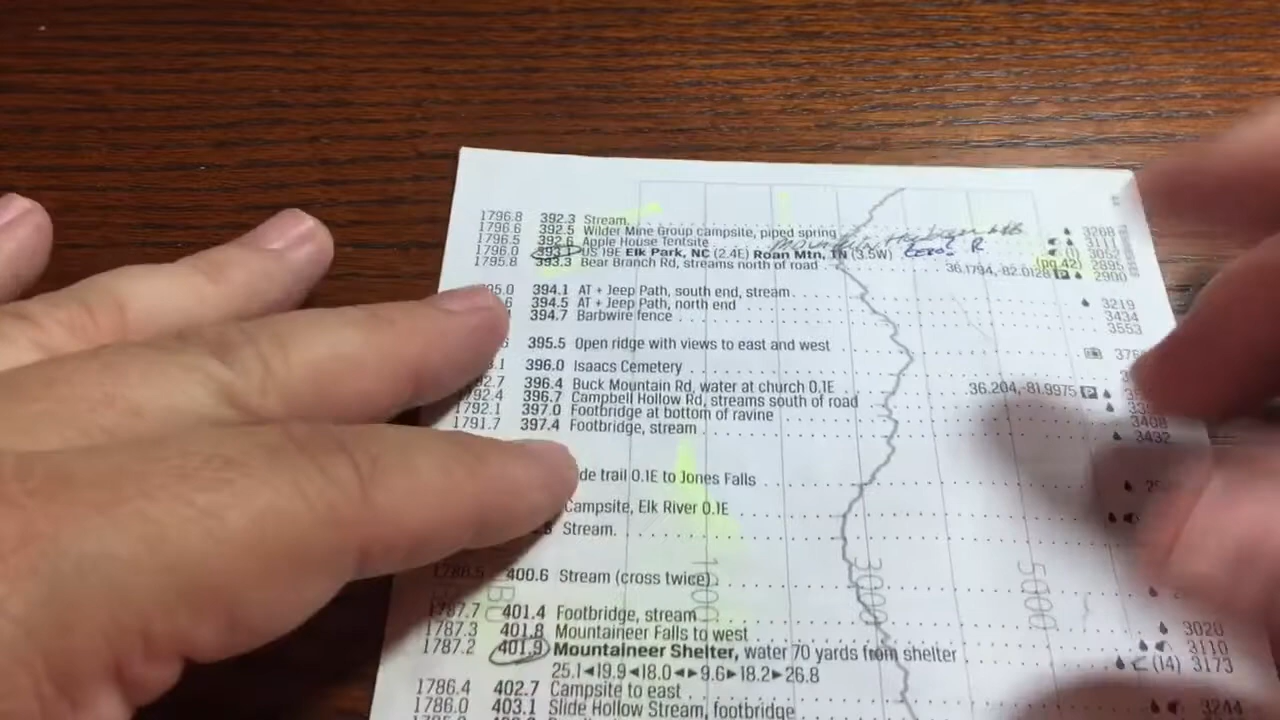 1796.8 392.3 Stream.
1796.6 392.5 Wilder Mine Group campsite, piped spring 3268
1796.5 392.6 Apple House Tentsite 3111
1796.0 393.1 US 19E Elk Park, NC (2.4E) Roan Mtn, TN (3.5W) (pg.42) 2895
1795.8 393.3 Bear Branch Rd, streams north of road 36.1794,-82.0128 P 2900
394.1 AT + Jeep Path, south end, stream 3219
394.5 AT + Jeep Path, north end 3434
394.7 Barbwire fence 3553
395.5 Open ridge with views to east and west
396.0 Isaacs Cemetery
396.4 Buck Mountain Rd, water at church 0.1E 36.204,-81.9975 P
1792.4 396.7 Campbell Hollow Rd, streams south of road
1792.1 397.0 Footbridge at bottom of ravine 3408
1791.7 397.4 Footbridge, stream 3432
trail 0.1E to Jones Falls
Campsite, Elk River 0.1E
Stream.
1788.5 400.6 Stream (cross twice)
1000 3000 5000
1787.7 401.4 Footbridge, stream
1787.3 401.8 Mountaineer Falls to west 3020
1787.2 401.9 Mountaineer Shelter, water 70 yards from shelter 3110
25.1◄19.9◄18.0◄►9.6►18.2►26.8 (14) 3173
1786.4 402.7 Campsite to east
1786.0 403.1 Slide Hollow Stream, footbridge 3244